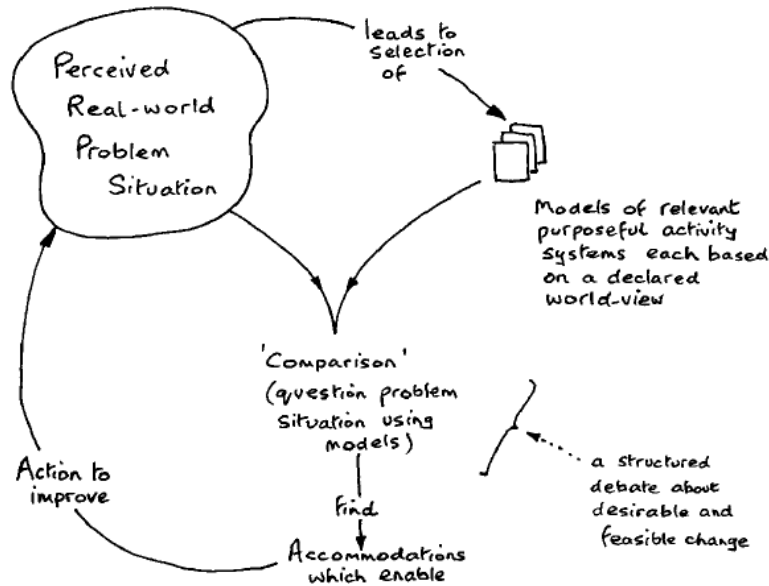 Perceived
Real-world
Problem
Situation
leads to
selection
of
Models of relevant
purposeful activity
systems each based
on a declared
world-view
'Comparison'
(question problem
situation using
models)
find
Accommodations
which enable
a structured
debate about
desirable and
feasible change
Action to
improve